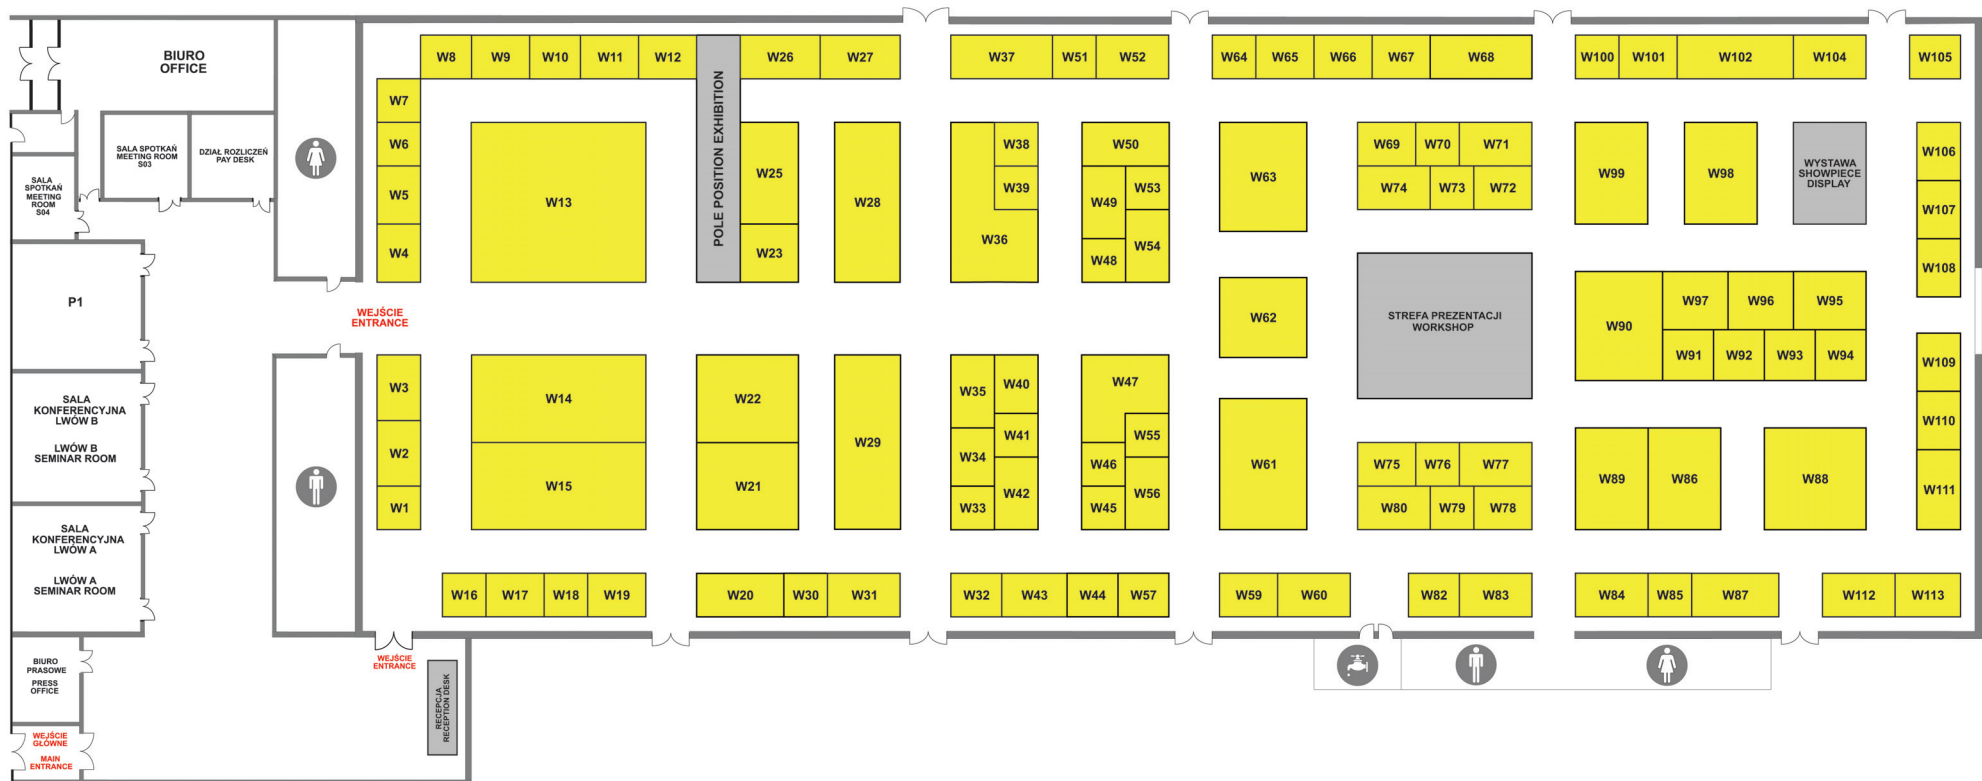 BIURO
OFFICE
SALA SPOTKAŃ
MEETING ROOM
S03
DZIAŁ ROZLICZEŃ
PAY DESK
SALA
SPOTKAŃ
MEETING
ROOM
S04
P1
SALA
KONFERENCYJNA
LWÓW B
LWÓW B
SEMINAR ROOM
SALA
KONFERENCYJNA
LWÓW A
LWÓW A
SEMINAR ROOM
BIURO
PRASOWE
PRESS
OFFICE
WEJŚCIE
GŁÓWNE
MAIN
ENTRANCE
WEJŚCIE
ENTRANCE
WEJŚCIE
ENTRANCE
RECEPCJA
RECEPTION DESK
W8 W9 W10 W11 W12
POLE POSITION EXHIBITION
W26 W27
W37 W51 W52
W64 W65 W66 W67 W68
W100 W101 W102 W104
W105
W7
W6
W5
W4
W13
W25
W23
W28
W38
W39
W36
W50
W49
W53
W54
W48
W63
W69 W70 W71
W74 W73 W72
W99
W98
WYSTAWA
SHOWPIECE
DISPLAY
W106
W107
W108
W62
STREFA PREZENTACJI
WORKSHOP
W90
W97 W96 W95
W91 W92 W93 W94
W3
W2
W1
W14
W15
W22
W21
W29
W35
W34
W33
W40
W41
W42
W47
W55
W46
W45
W56
W61
W75 W76 W77
W80 W79 W78
W89 W86
W88
W109
W110
W111
W16 W17 W18 W19
W20 W30 W31
W32 W43 W44 W57
W59 W60
W82 W83
W84 W85 W87
W112 W113